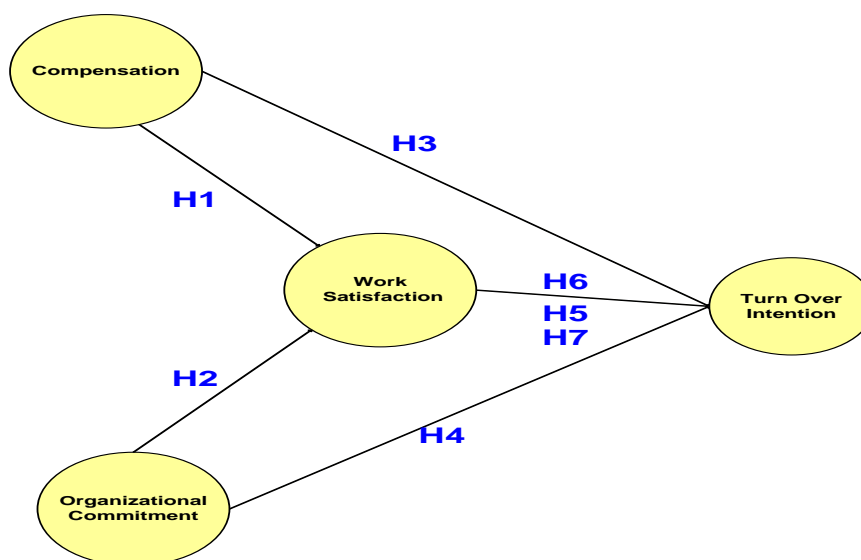 Compensation
H3
H1
Work
Satisfaction
H6
H5
H7
Turn Over
Intention
H2
H4
Organizational
Commitment